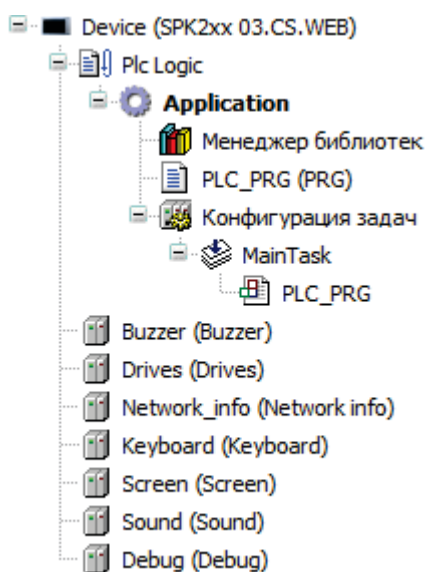 Device (SPK2xx 03.CS.WEB)
Plc Logic
Application
Менеджер библиотек
PLC_PRG (PRG)
Конфигурация задач
MainTask
PLC_PRG
Buzzer (Buzzer)
Drives (Drives)
Network_info (Network info)
Keyboard (Keyboard)
Screen (Screen)
Sound (Sound)
Debug (Debug)